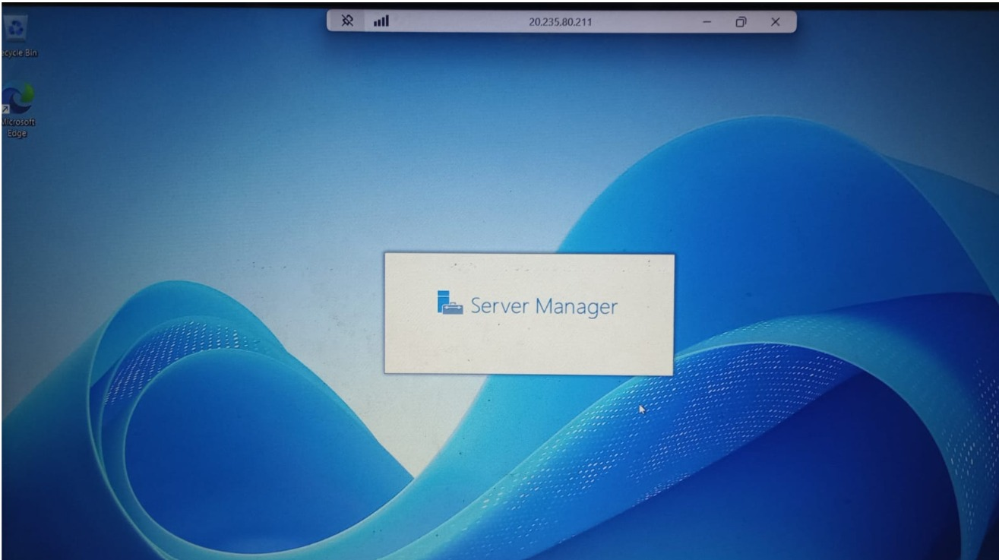 20.235.80.211
ecycle Bin
Microsoft
Edge
Server Manager